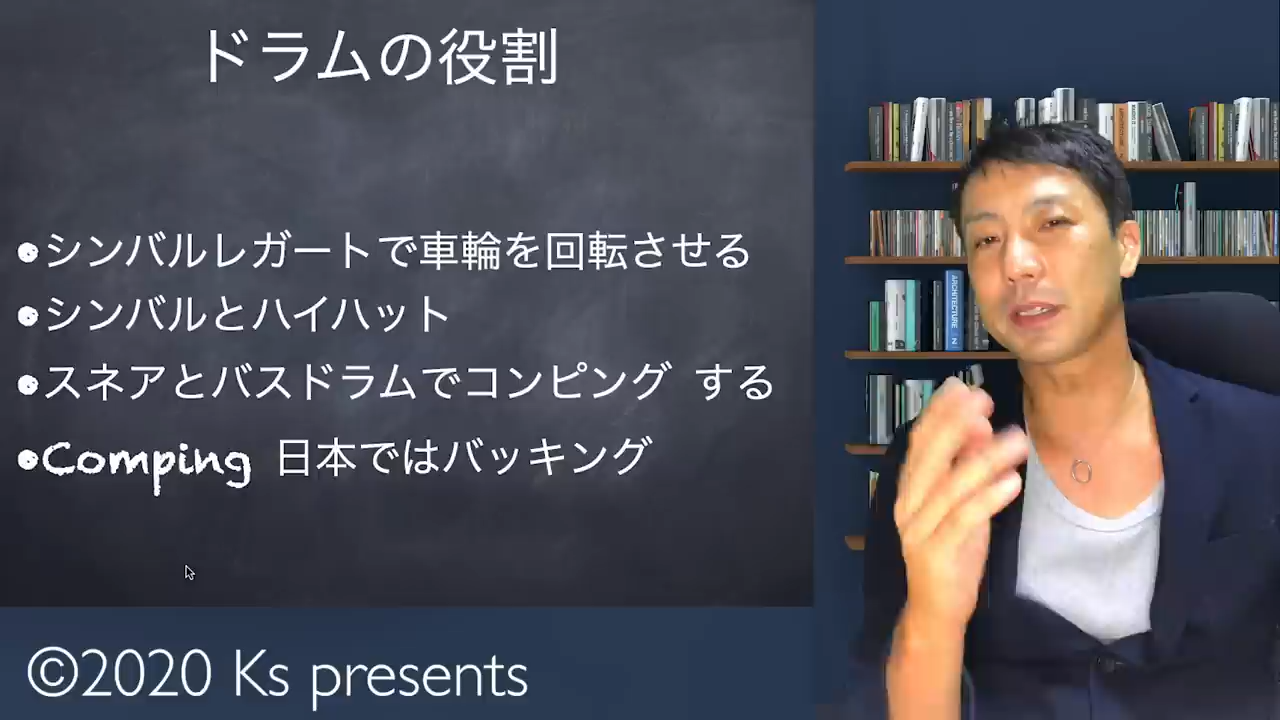 ドラムの役割
•シンバルレガートで車輪を回転させる
•シンバルとハイハット
•スネアとバスドラムでコンピング する
•Comping 日本ではバッキング
©2020 Ks presents
ARCHITECTURE